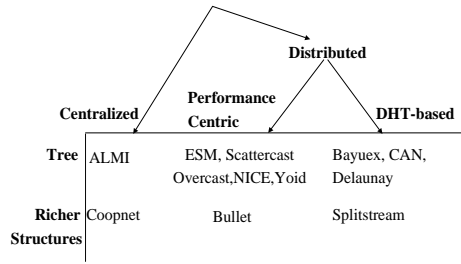 Distributed
Centralized
Performance
Centric
DHT-based
Tree
ALMI
ESM, Scattercast
Overcast,NICE,Yoid
Bayuex, CAN,
Delaunay
Richer
Structures
Coopnet
Bullet
Splitstream